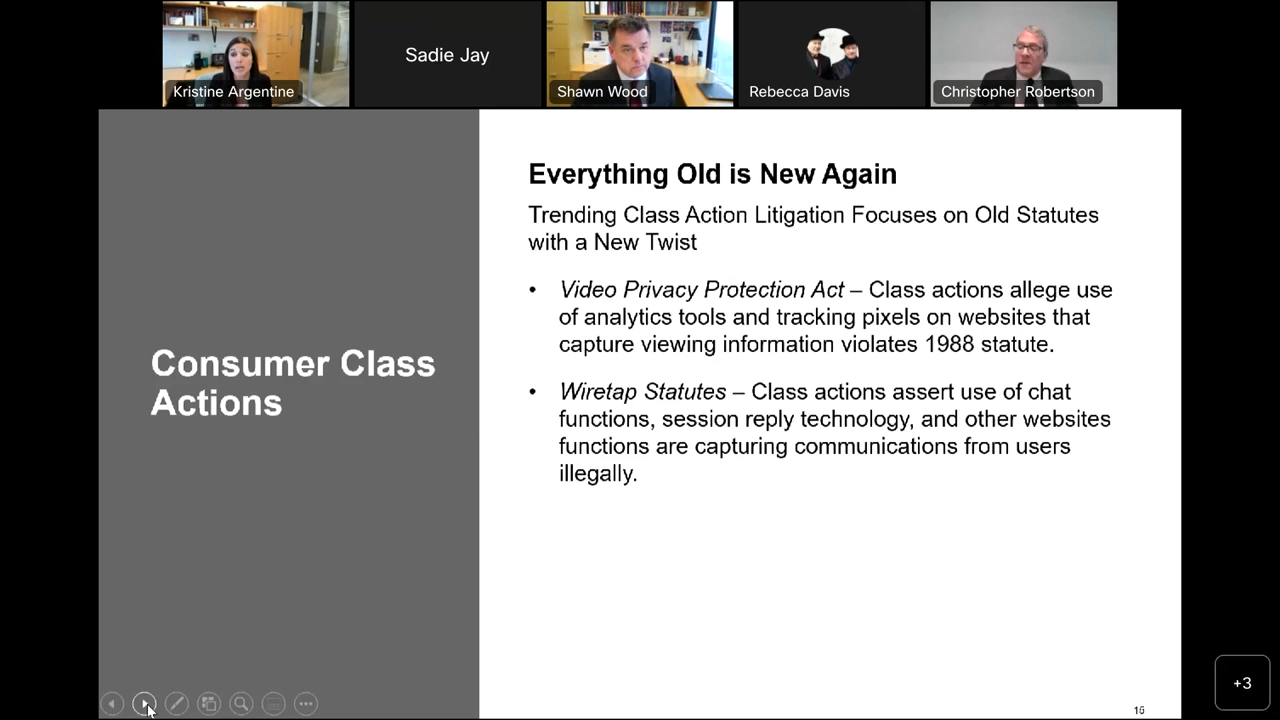 Kristine Argentine
Sadie Jay
Shawn Wood
Rebecca Davis
Christopher Robertson
Consumer Class
Actions
Everything Old is New Again
Trending Class Action Litigation Focuses on Old Statutes
with a New Twist
• Video Privacy Protection Act – Class actions allege use
of analytics tools and tracking pixels on websites that
capture viewing information violates 1988 statute.
• Wiretap Statutes – Class actions assert use of chat
functions, session reply technology, and other websites
functions are capturing communications from users
illegally.
16
+3